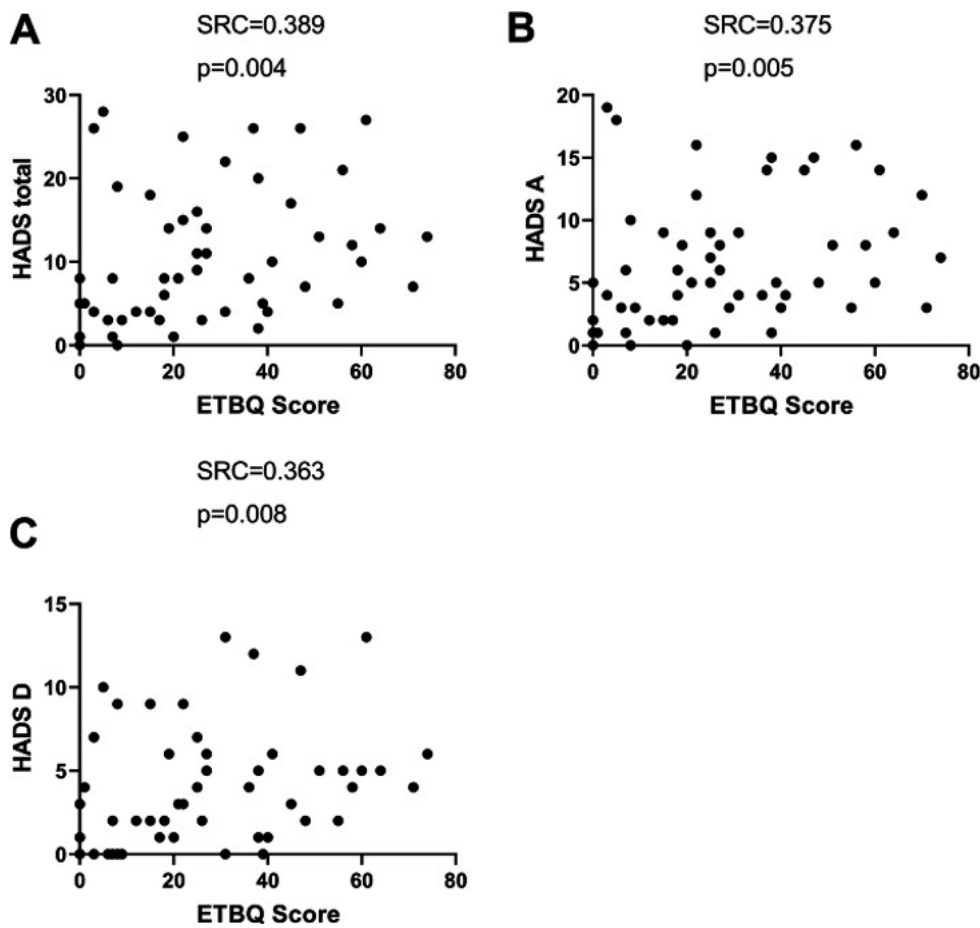 A
SRC=0.389
p=0.004
30
20
10
0
HADS total
0 20 40 60 80
ETBQ Score
B
SRC=0.375
p=0.005
20
15
10
5
0
HADS A
0 20 40 60 80
ETBQ Score
SRC=0.363
p=0.008
C
15
10
5
0
HADS D
0 20 40 60 80
ETBQ Score